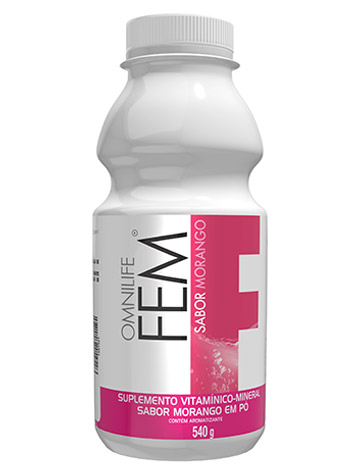 OMNILIFE
FEM®
SABOR MORANGO
SUPLEMENTO VITAMÍNICO-MINERAL
SABOR MORANGO EM PÓ
CONTÉM AROMATIZANTE
540 g